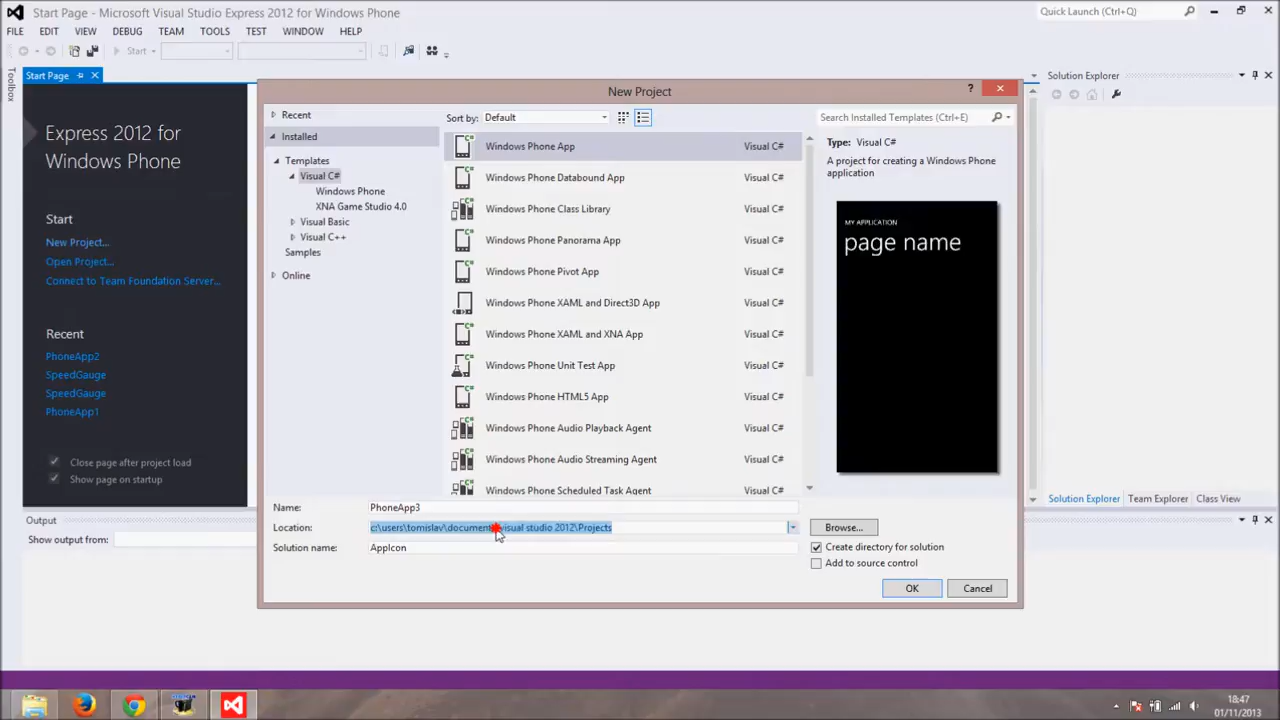 Start Page - Microsoft Visual Studio Express 2012 for Windows Phone
Quick Launch (Ctrl+Q)
FILE EDIT VIEW DEBUG TEAM TOOLS TEST WINDOW HELP
Start
Toolbox
Start Page
Express 2012 for
Windows Phone
Start
New Project...
Open Project...
Connect to Team Foundation Server...
Recent
PhoneApp2
SpeedGauge
SpeedGauge
PhoneApp1
Close page after project load
Show page on startup
Output
Show output from:
New Project
?
Recent
Installed
Templates
Visual C#
Windows Phone
XNA Game Studio 4.0
Visual Basic
Visual C++
Samples
Online
Sort by: Default
Windows Phone App Visual C#
Windows Phone Databound App Visual C#
Windows Phone Class Library Visual C#
Windows Phone Panorama App Visual C#
Windows Phone Pivot App Visual C#
Windows Phone XAML and Direct3D App Visual C#
Windows Phone XAML and XNA App Visual C#
Windows Phone Unit Test App Visual C#
Windows Phone HTML5 App Visual C#
Windows Phone Audio Playback Agent Visual C#
Windows Phone Audio Streaming Agent Visual C#
Windows Phone Scheduled Task Agent Visual C#
Search Installed Templates (Ctrl+E)
Type: Visual C#
A project for creating a Windows Phone
application
MY APPLICATION
page name
Name: PhoneApp3
Location: c:\users\tomislav\documents\visual studio 2012\Projects
Solution name: AppIcon
Browse...
Create directory for solution
Add to source control
OK Cancel
Solution Explorer
Solution Explorer Team Explorer Class View
18:47
01/11/2013